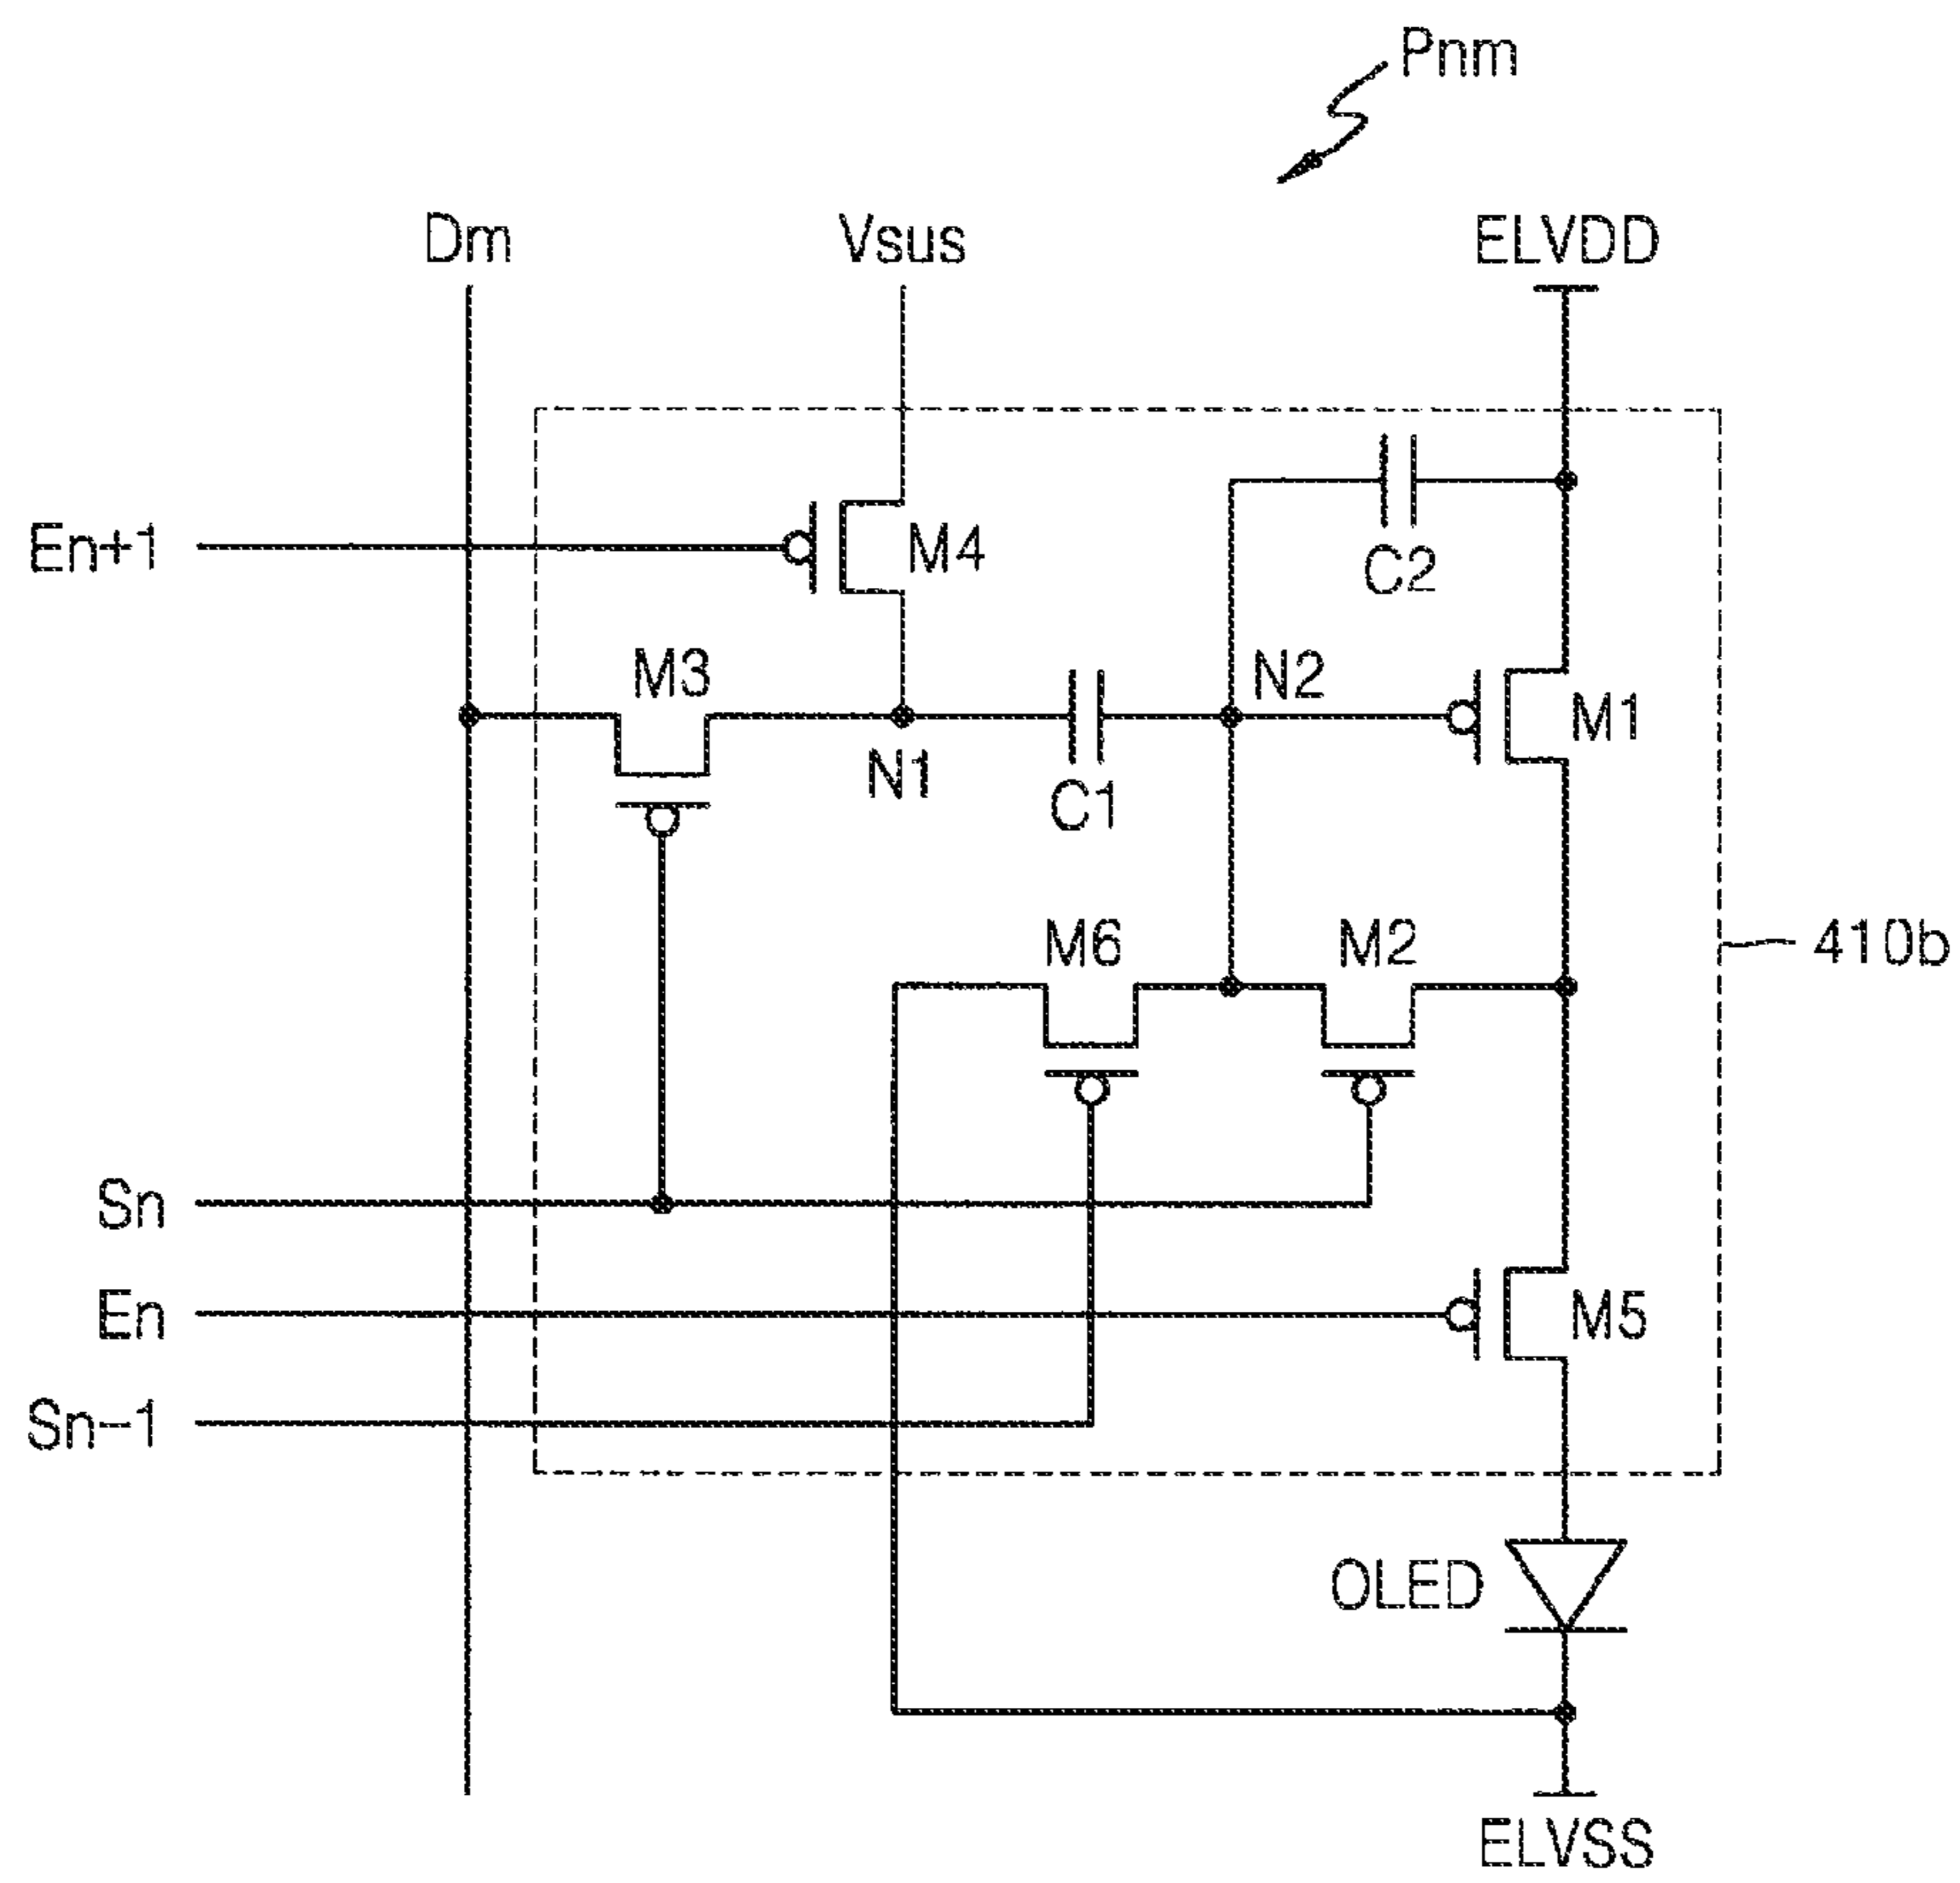 Pnm
Dm
Vsus
ELVDD
En+1
M4
C2
M3
N2
M1
N1
C1
M6
M2
410b
Sn
En
M5
Sn-1
OLED
ELVSS